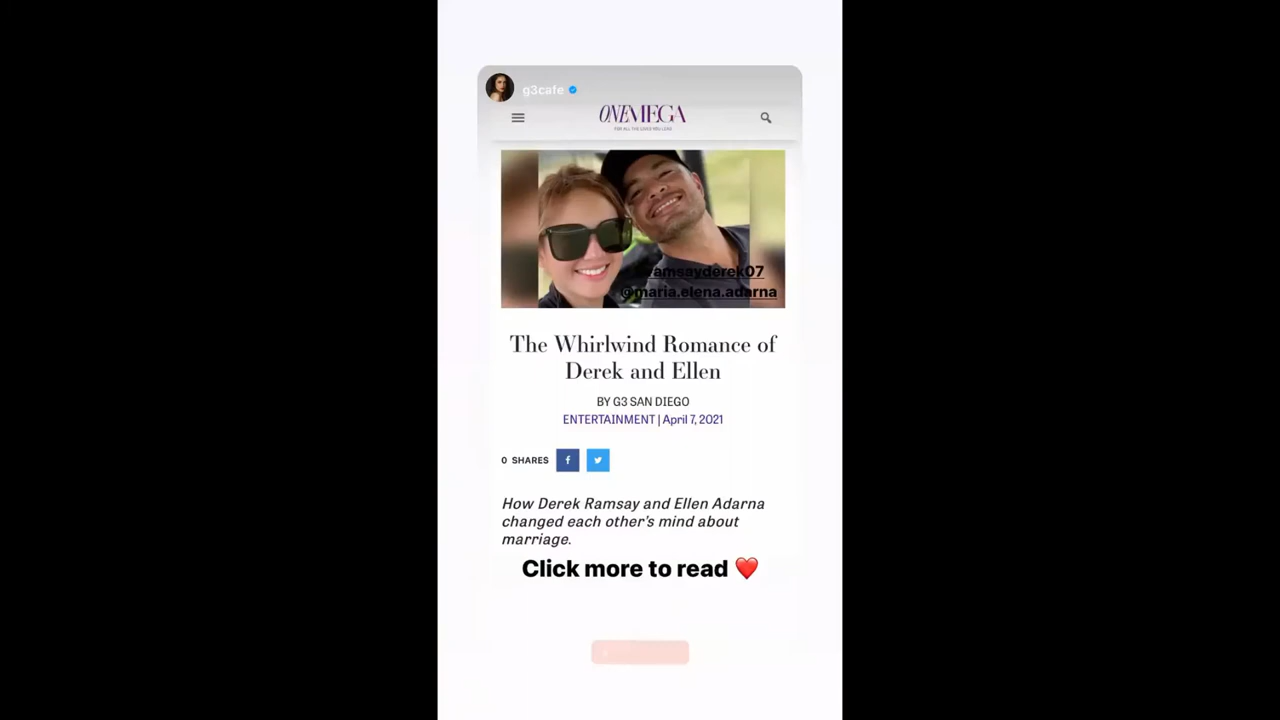 g3cafe
ONEMEGA
The Whirlwind Romance of
Derek and Ellen
BY G3 SAN DIEGO
ENTERTAINMENT | April 7, 2021
0 SHARES
How Derek Ramsay and Ellen Adarna
changed each other's mind about
marriage.
Click more to read ❤️
@maria.elena.adarna